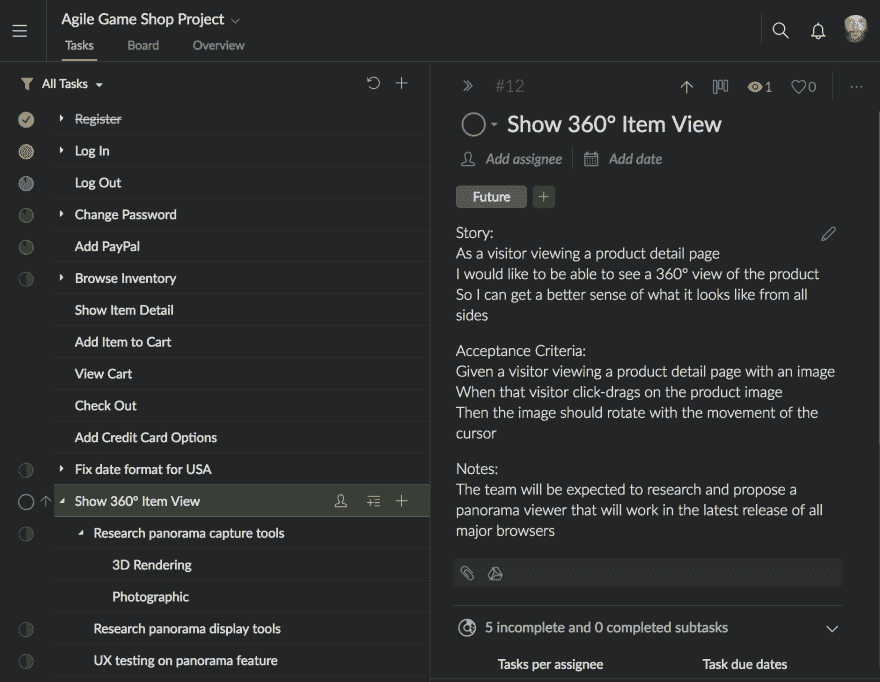 Agile Game Shop Project
Tasks Board Overview
All Tasks
Register
Log In
Log Out
Change Password
Add PayPal
Browse Inventory
Show Item Detail
Add Item to Cart
View Cart
Check Out
Add Credit Card Options
Fix date format for USA
Show 360° Item View
Research panorama capture tools
3D Rendering
Photographic
Research panorama display tools
UX testing on panorama feature
#12
1
0
Show 360° Item View
Add assignee Add date
Future
Story:
As a visitor viewing a product detail page
I would like to be able to see a 360° view of the product
So I can get a better sense of what it looks like from all
sides
Acceptance Criteria:
Given a visitor viewing a product detail page with an image
When that visitor click-drags on the product image
Then the image should rotate with the movement of the
cursor
Notes:
The team will be expected to research and propose a
panorama viewer that will work in the latest release of all
major browsers
5 incomplete and 0 completed subtasks
Tasks per assignee Task due dates